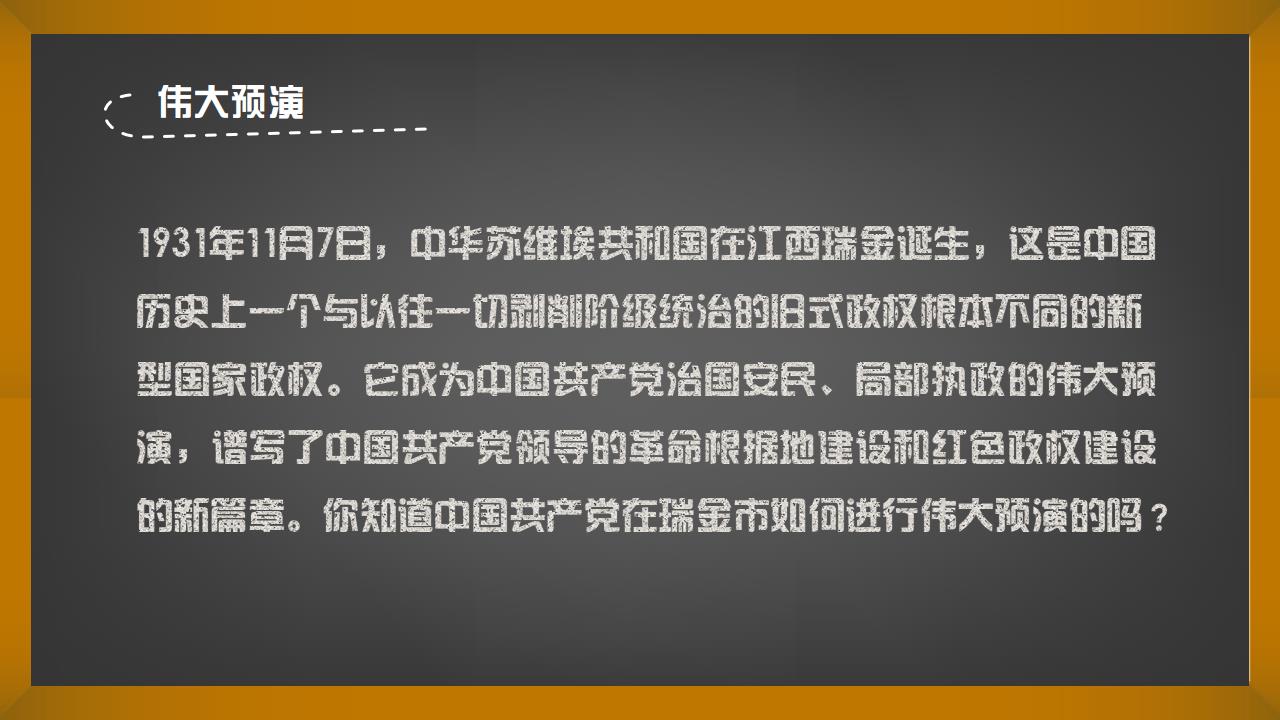 伟大预演
1931年11月7日，中华苏维埃共和国在江西瑞金诞生，这是中国
历史上一个与以往一切剥削阶级统治的旧式政权根本不同的新
型国家政权。它成为中国共产党治国安民、局部执政的伟大预
演，谱写了中国共产党领导的革命根据地建设和红色政权建设
的新篇章。你知道中国共产党在瑞金市如何进行伟大预演的吗？